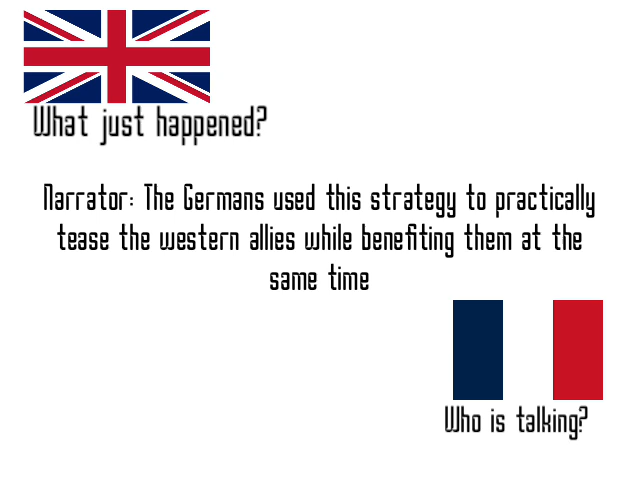 What just happened?
Narrator: The Germans used this strategy to practically
tease the western allies while benefiting them at the
same time
Who is talking?